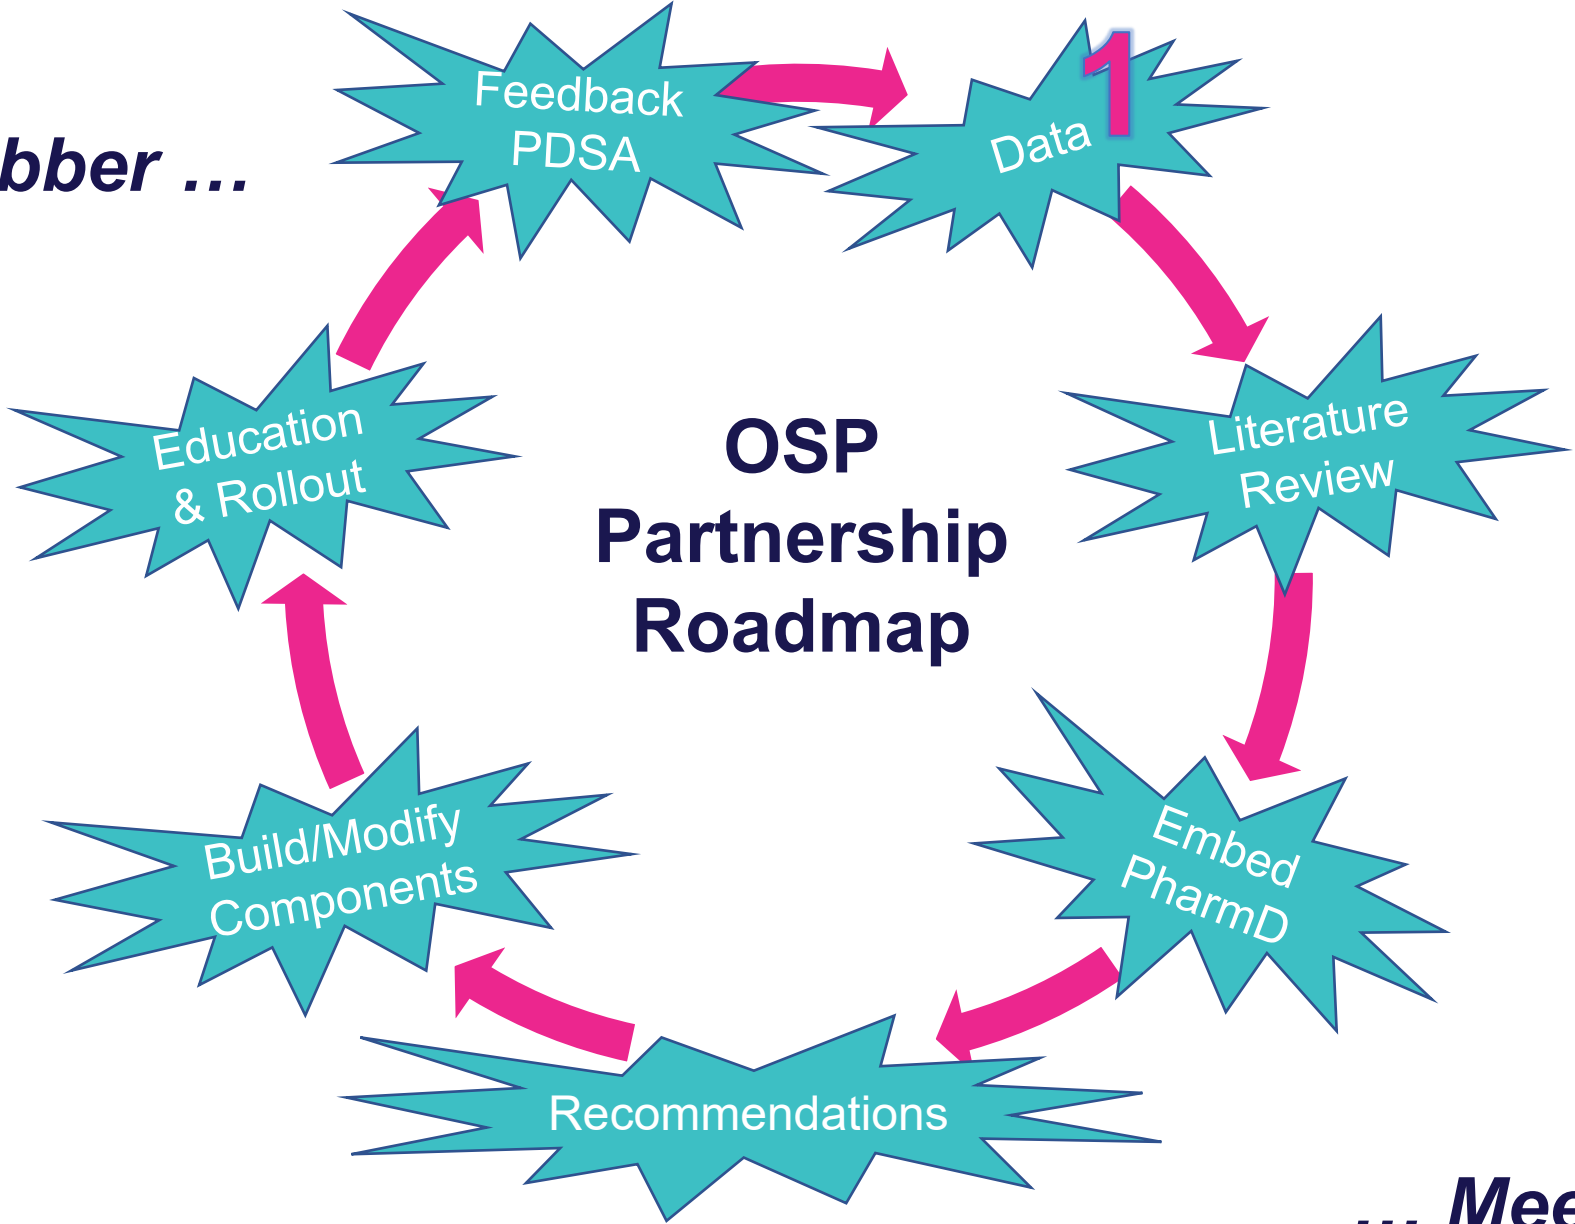 Feedback
PDSA
1
Data
bber ...
Education
& Rollout
OSP
Partnership
Roadmap
Literature
Review
Build/Modify
Components
Embed
PharmD
Recommendations
... Mee